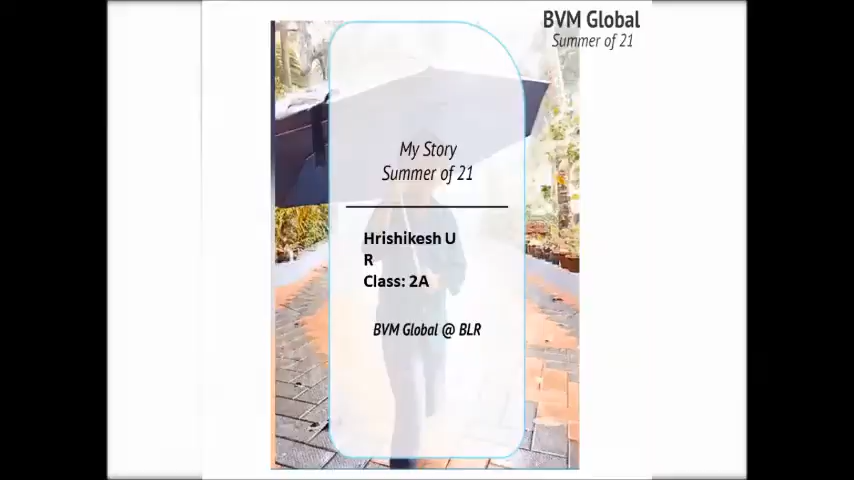 BVM Global
Summer of 21
My Story
Summer of 21
Hrishikesh U
R
Class: 2A
BVM Global @ BLR